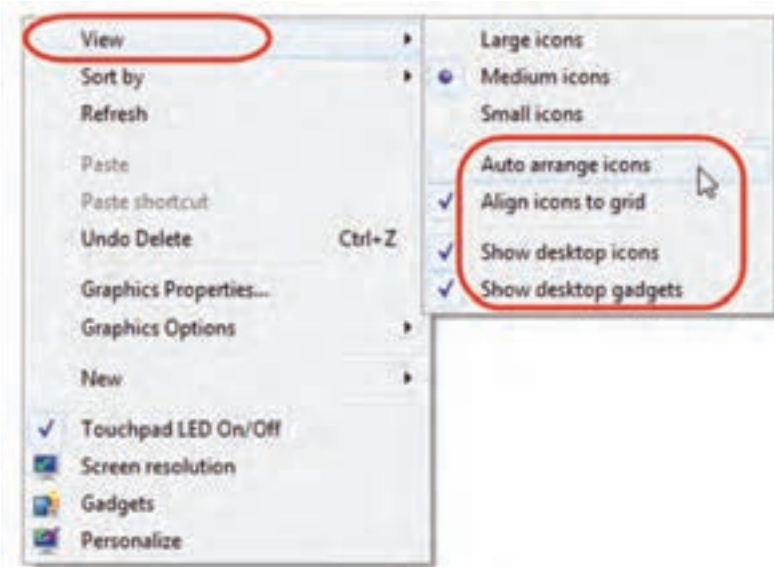 View
Sort by
Refresh
Paste
Paste shortcut
Undo Delete Ctrl+Z
Graphics Properties...
Graphics Options
New
Touchpad LED On/Off
Screen resolution
Gadgets
Personalize
Large icons
Medium icons
Small icons
Auto arrange icons
Align icons to grid
Show desktop icons
Show desktop gadgets